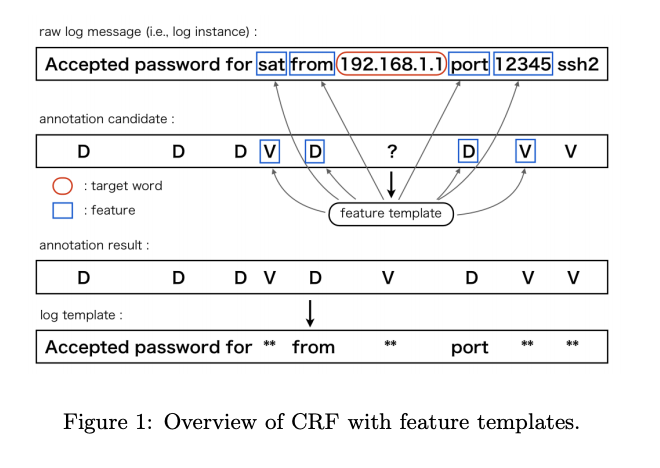 raw log message (i.e., log instance) :
Accepted password for sat from 192.168.1.1 port 12345 ssh2
annotation candidate :
D D D V D ? D V V
: target word
: feature
feature template
annotation result :
D D D V D V D V V
log template :
Accepted password for ** from ** port ** **
Figure 1: Overview of CRF with feature templates.